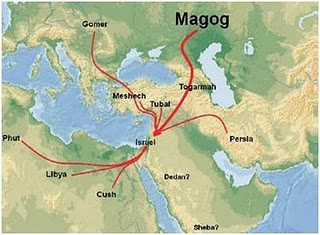 Gomer
Magog
Meshech
Tubal
Togarmah
Phut
Israel
Persia
Libya
Cush
Dedan?
Sheba?